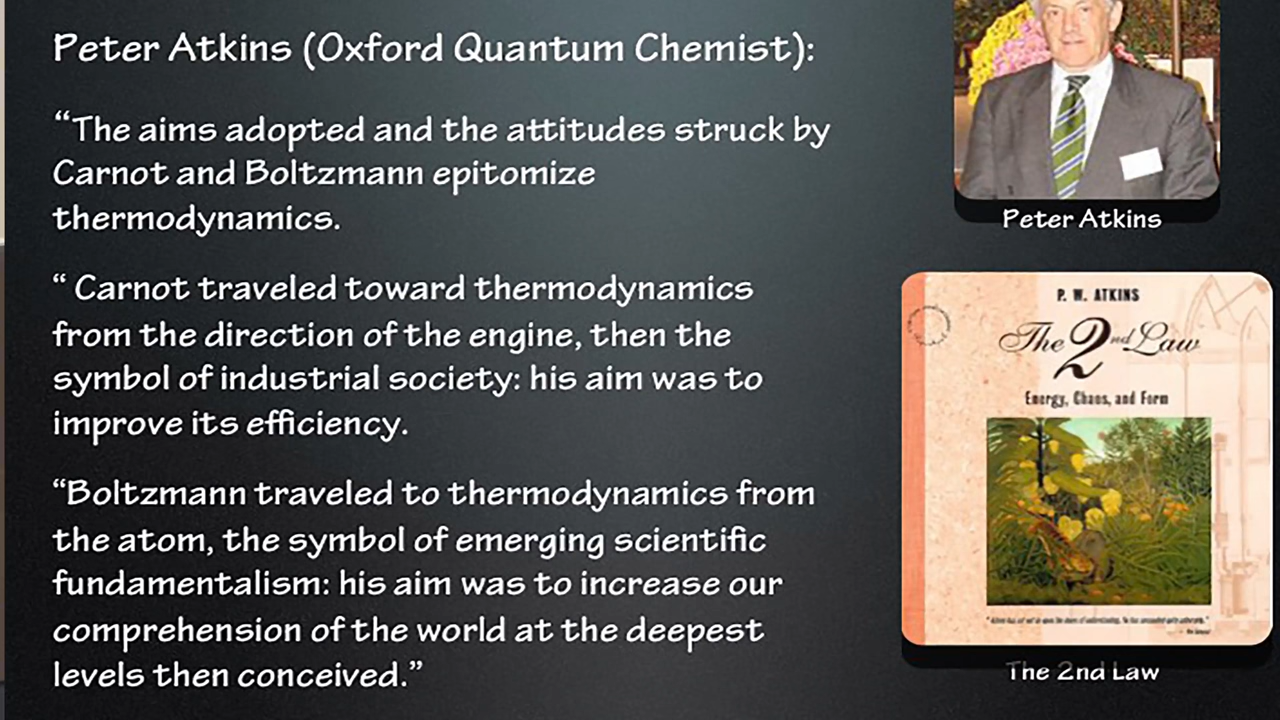 Peter Atkins (Oxford Quantum Chemist):
“The aims adopted and the attitudes struck by
Carnot and Boltzmann epitomize
thermodynamics.
“ Carnot traveled toward thermodynamics
from the direction of the engine, then the
symbol of industrial society: his aim was to
improve its efficiency.
“Boltzmann traveled to thermodynamics from
the atom, the symbol of emerging scientific
fundamentalism: his aim was to increase our
comprehension of the world at the deepest
levels then conceived.”
Peter Atkins
P. W. ATKINS
The 2nd Law
Energy, Chaos, and Form
The 2nd Law